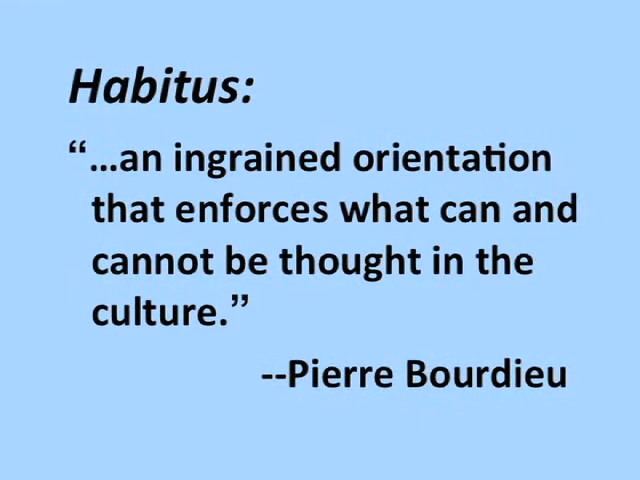 Habitus:
“…an ingrained orientation
that enforces what can and
cannot be thought in the
culture.”
--Pierre Bourdieu